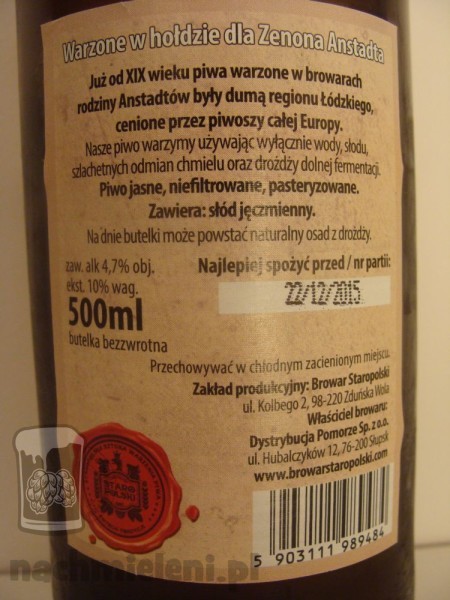 Warzone w hołdzie dla Zenona Anstadta
Już od XIX wieku piwa warzone w browarach
rodziny Anstadtów były dumą regionu Łódzkiego,
cenione przez piwoszy całej Europy.
Nasze piwo warzymy używając wyłącznie wody, słodu,
szlachetnych odmian chmielu oraz drożdży dolnej fermentacji.
Piwo jasne, niefiltrowane, pasteryzowane.
Zawiera: słód jęczmienny.
Na dnie butelki może powstać naturalny osad z drożdży.
zaw. alk 4,7% obj.
ekst. 10% wag.
500ml
butelka bezzwrotna
Najlepiej spożyć przed / nr partii:
22/12/2015
Przechowywać w chłodnym zacienionym miejscu.
Zakład produkcyjny: Browar Staropolski
ul. Kolbego 2, 98-220 Zduńska Wola
Właściciel browaru:
Dystrybucja Pomorze Sp. z o.o.
ul. Hubalczyków 12, 76-200 Słupsk
www.browarstaropolski.com
STARO
POLSKI
5 903111 989484
nachmieleni.pl